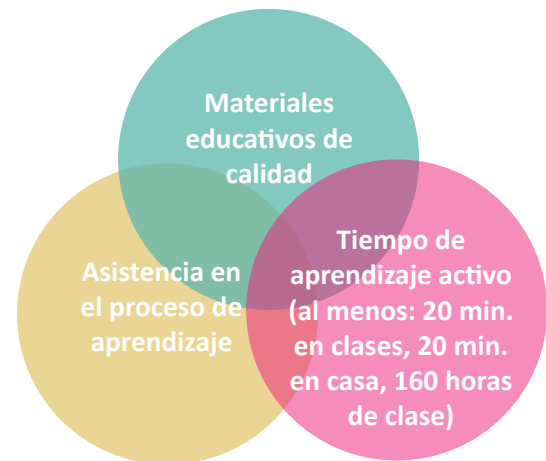 Materiales
educativos de
calidad
Asistencia en
el proceso de
aprendizaje
Tiempo de
aprendizaje activo
(al menos: 20 min.
en clases, 20 min.
en casa, 160 horas
de clase)